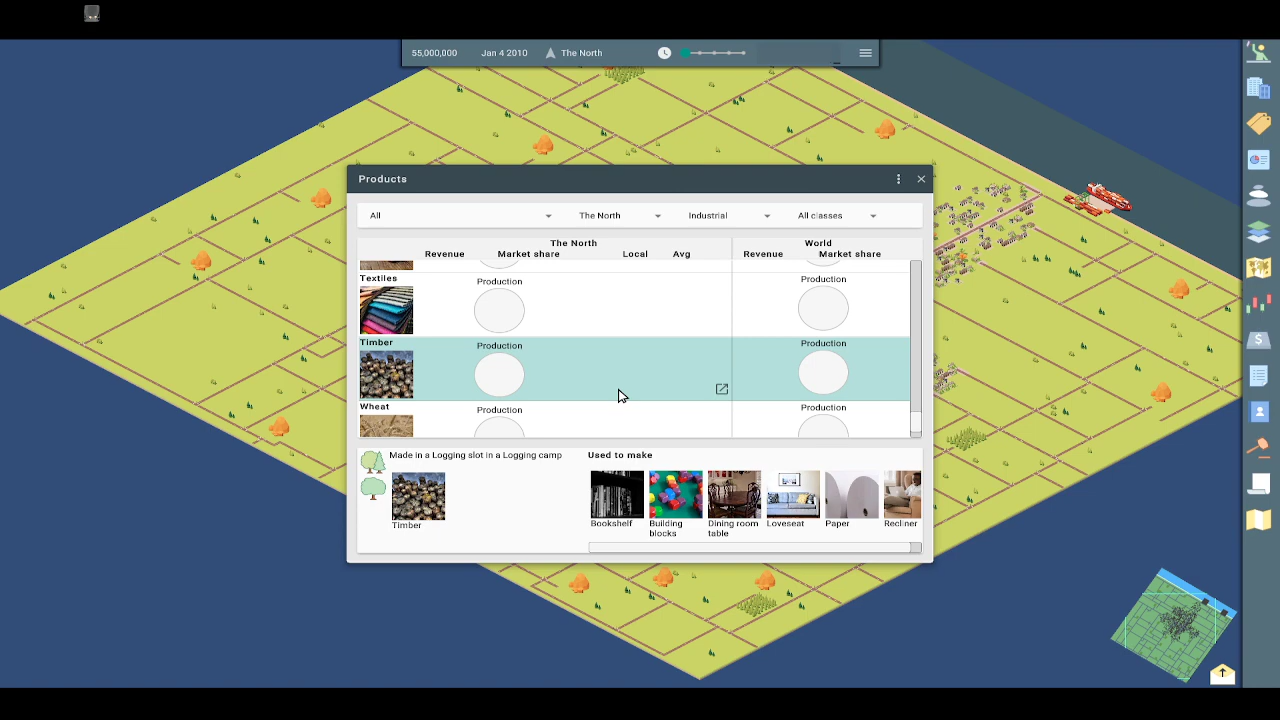 55,000,000 Jan 4 2010 The North
Products
All The North Industrial All classes
The North World
Revenue Market share Local Avg Revenue Market share
Textiles
Production Production
Timber
Production Production
Wheat
Production Production
Made in a Logging slot in a Logging camp
Timber
Used to make
Bookshelf
Building blocks
Dining room table
Loveseat
Paper
Recliner